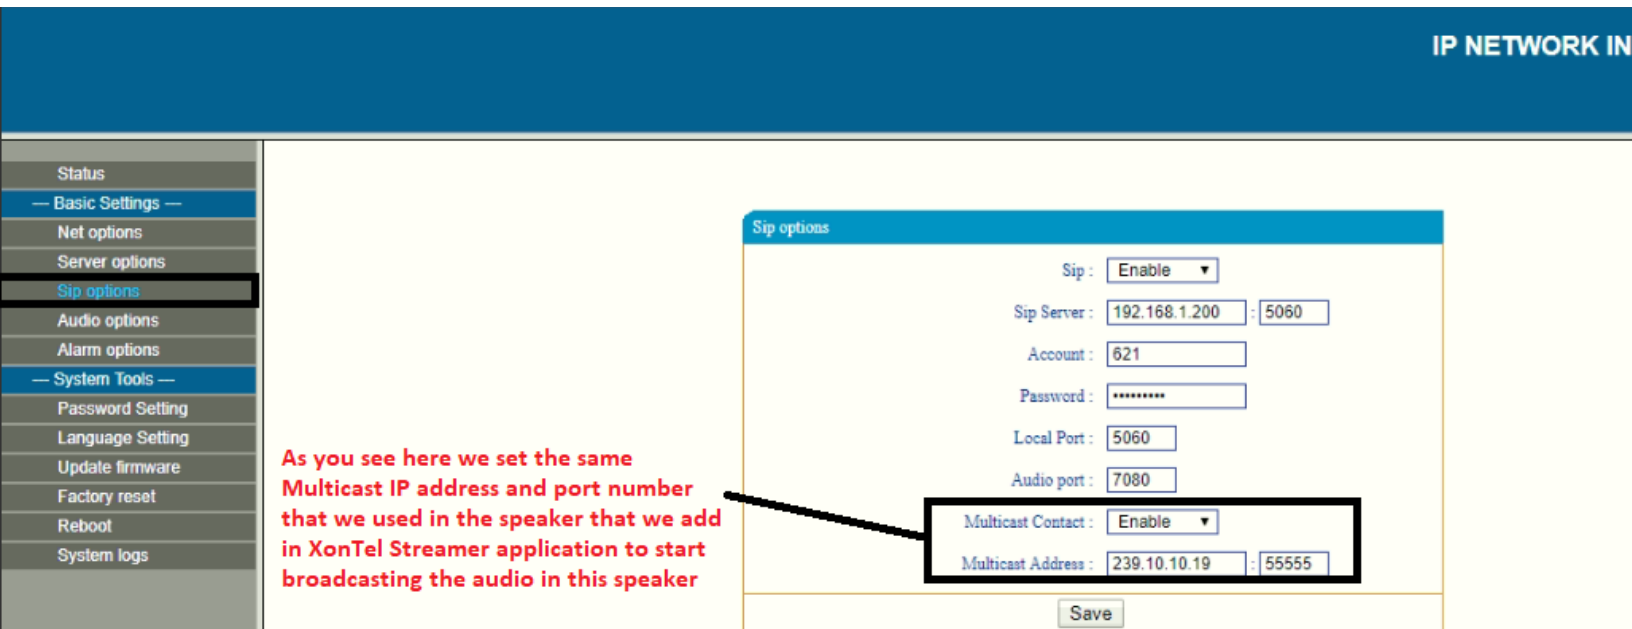 IP NETWORK IN
Status
— Basic Settings —
Net options
Server options
Sip options
Audio options
Alarm options
— System Tools —
Password Setting
Language Setting
Update firmware
Factory reset
Reboot
System logs
As you see here we set the same
Multicast IP address and port number
that we used in the speaker that we add
in XonTel Streamer application to start
broadcasting the audio in this speaker
Sip options
Sip : Enable ▼
Sip Server : 192.168.1.200 : 5060
Account : 621
Password : •••••••••
Local Port : 5060
Audio port : 7080
Multicast Contact : Enable ▼
Multicast Address : 239.10.10.19 : 55555
Save